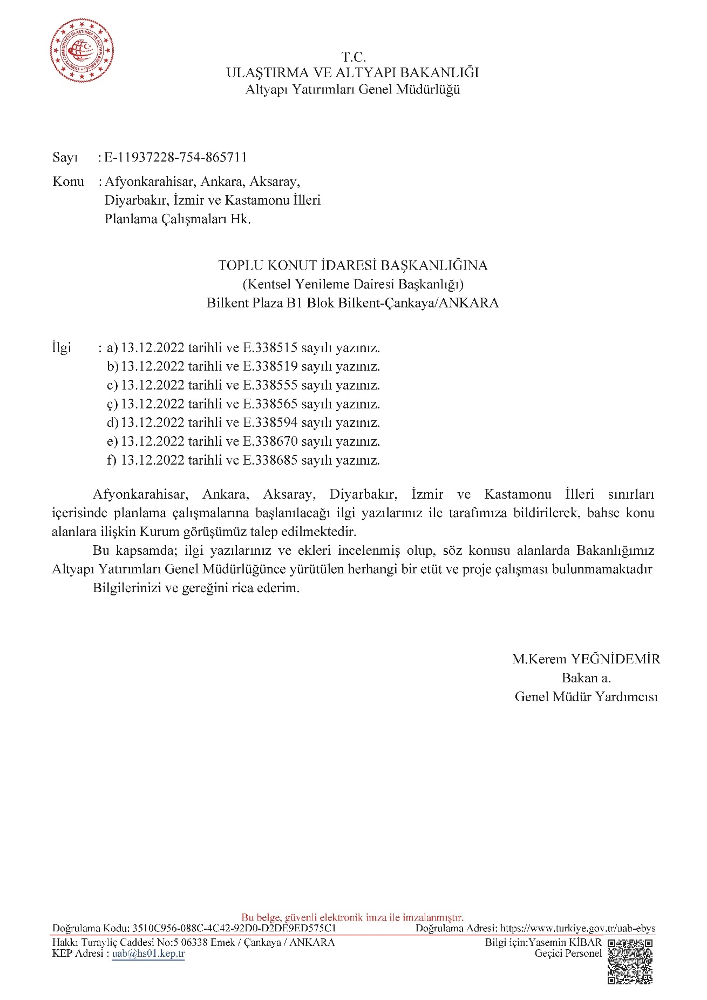 TÜRKİYE CUMHURİYETİ ULAŞTIRMA VE ALTYAPI BAKANLIĞI
T.C.
ULAŞTIRMA VE ALTYAPI BAKANLIĞI
Altyapı Yatırımları Genel Müdürlüğü
Sayı : E-11937228-754-865711
Konu : Afyonkarahisar, Ankara, Aksaray,
Diyarbakır, İzmir ve Kastamonu İlleri
Planlama Çalışmaları Hk.
TOPLU KONUT İDARESİ BAŞKANLIĞINA
(Kentsel Yenileme Dairesi Başkanlığı)
Bilkent Plaza B1 Blok Bilkent-Çankaya/ANKARA
İlgi : a) 13.12.2022 tarihli ve E.338515 sayılı yazınız.
b) 13.12.2022 tarihli ve E.338519 sayılı yazınız.
c) 13.12.2022 tarihli ve E.338555 sayılı yazınız.
ç) 13.12.2022 tarihli ve E.338565 sayılı yazınız.
d) 13.12.2022 tarihli ve E.338594 sayılı yazınız.
e) 13.12.2022 tarihli ve E.338670 sayılı yazınız.
f) 13.12.2022 tarihli ve E.338685 sayılı yazınız.
Afyonkarahisar, Ankara, Aksaray, Diyarbakır, İzmir ve Kastamonu İlleri sınırları
içerisinde planlama çalışmalarına başlanılacağı ilgi yazılarınız ile tarafımıza bildirilerek, bahse konu
alanlara ilişkin Kurum görüşümüz talep edilmektedir.
Bu kapsamda; ilgi yazılarınız ve ekleri incelenmiş olup, söz konusu alanlarda Bakanlığımız
Altyapı Yatırımları Genel Müdürlüğünce yürütülen herhangi bir etüt ve proje çalışması bulunmamaktadır
Bilgilerinizi ve gereğini rica ederim.
M.Kerem YEĞNİDEMİR
Bakan a.
Genel Müdür Yardımcısı
Bu belge, güvenli elektronik imza ile imzalanmıştır.
Doğrulama Kodu: 3510C956-088C-4C42-92D0-D2DE9ED575C1 Doğrulama Adresi: https://www.turkiye.gov.tr/uab-ebys
Hakkı Turayliç Caddesi No:5 06338 Emek / Çankaya / ANKARA Bilgi için:Yasemin KİBAR
KEP Adresi : uab@hs01.kep.tr Geçici Personel